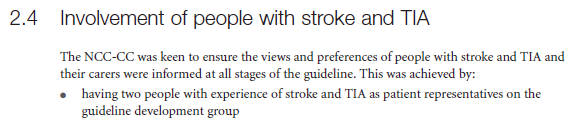 2.4 Involvement of people with stroke and TIA
The NCC-CC was keen to ensure the views and preferences of people with stroke and TIA and
their carers were informed at all stages of the guideline. This was achieved by:
● having two people with experience of stroke and TIA as patient representatives on the
guideline development group